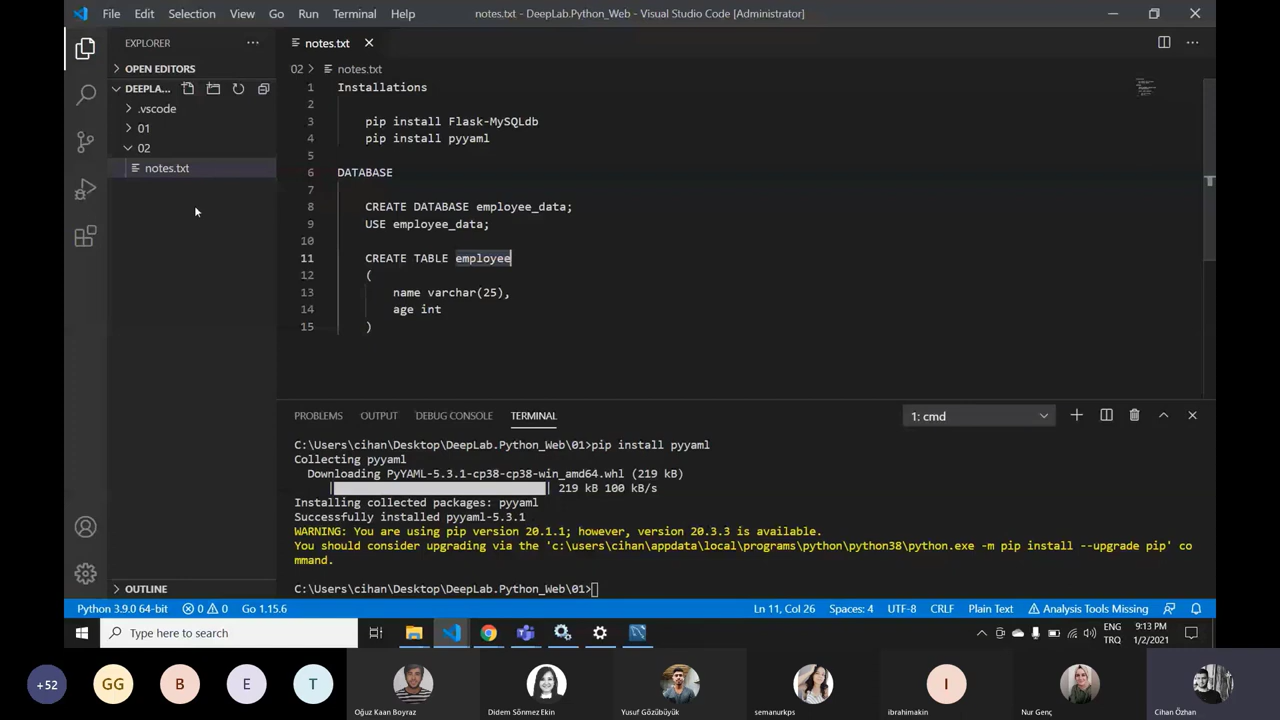 File Edit Selection View Go Run Terminal Help
notes.txt - DeepLab.Python_Web - Visual Studio Code [Administrator]
EXPLORER
notes.txt
OPEN EDITORS
02 > notes.txt
DEEPLA...
.vscode
01
02
notes.txt
1 Installations
2
3 pip install Flask-MySQLdb
4 pip install pyyaml
5
6 DATABASE
7
8 CREATE DATABASE employee_data;
9 USE employee_data;
10
11 CREATE TABLE employee
12 (
13 name varchar(25),
14 age int
15 )
PROBLEMS OUTPUT DEBUG CONSOLE TERMINAL
1: cmd
C:\Users\cihan\Desktop\DeepLab.Python_Web\01>pip install pyyaml
Collecting pyyaml
Downloading PyYAML-5.3.1-cp38-cp38-win_amd64.whl (219 kB)
| | 219 kB 100 kB/s
Installing collected packages: pyyaml
Successfully installed pyyaml-5.3.1
WARNING: You are using pip version 20.1.1; however, version 20.3.3 is available.
You should consider upgrading via the 'c:\users\cihan\appdata\local\programs\python\python38\python.exe -m pip install --upgrade pip' co
mmand.
C:\Users\cihan\Desktop\DeepLab.Python_Web\01>
OUTLINE
Python 3.9.0 64-bit 0 0 Go 1.15.6
Ln 11, Col 26 Spaces: 4 UTF-8 CRLF Plain Text Analysis Tools Missing
Type here to search
ENG
TRQ
9:13 PM
1/2/2021
+52 GG B E T I
Oğuz Kaan Boyraz
Didem Sönmez Ekin
Yusuf Gözübüyük
semanurkps
ibrahimakin
Nur Genç
Cihan Özhan